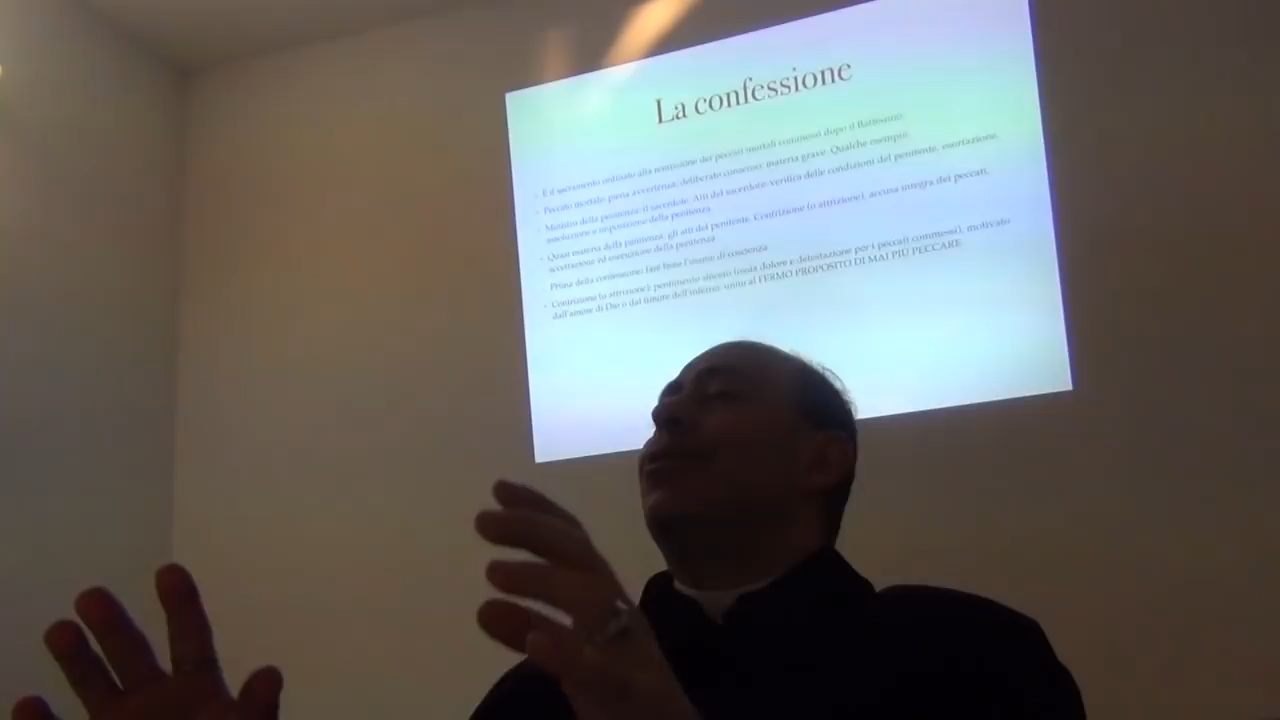 La confessione
È il sacramento ordinato alla remissione dei peccati mortali commessi dopo il Battesimo.
Peccato mortale: piena avvertenza; deliberato consenso; materia grave. Qualche esempio.
Ministro della penitenza: il sacerdote. Atti del sacerdote: verifica delle condizioni del penitente, esortazione,
assoluzione e imposizione della penitenza.
Quasi materia della penitenza: gli atti del penitente. Contrizione (o attrizione), accusa integra dei peccati,
accettazione ed esecuzione della penitenza
Prima della confessione: fare bene l'esame di coscienza
Contrizione (o attrizione): pentimento sincero (ossia dolore e detestazione per i peccati commessi), motivato
dall'amore di Dio o dal timore dell'inferno, unito al FERMO PROPOSITO DI MAI PIÙ PECCARE